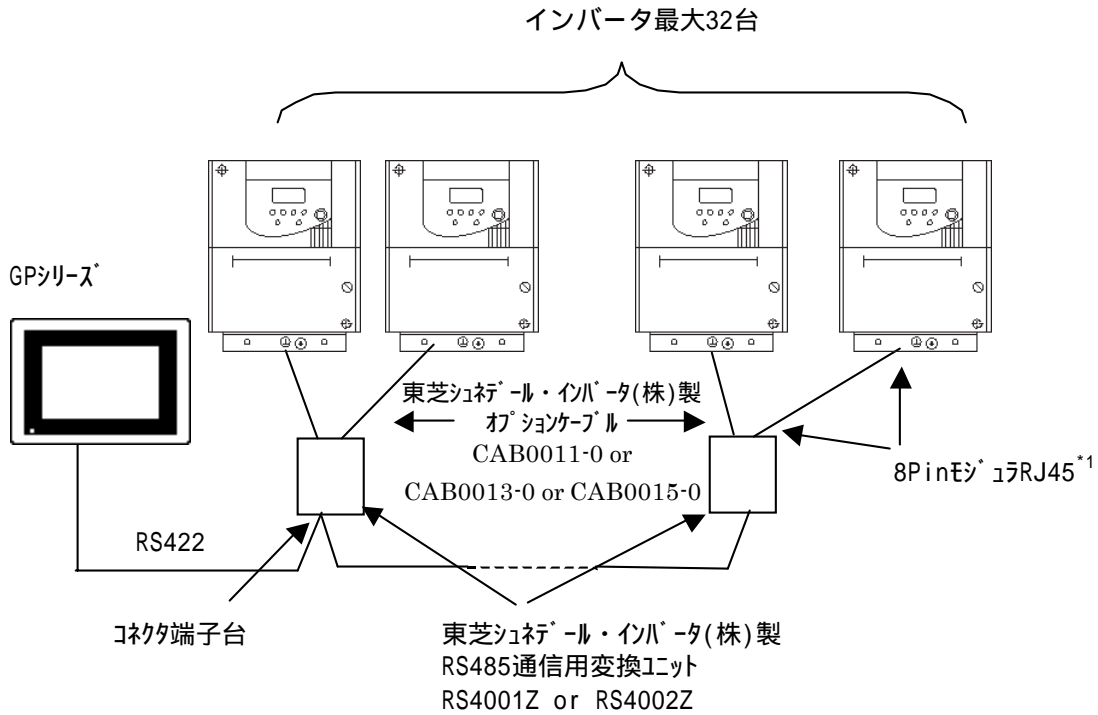 インバータ最大32台
GPｼﾘｰｽﾞ
東芝ｼｭﾈﾃﾞｰﾙ・ｲﾝﾊﾞｰﾀ(株)製
ｵﾌﾟｼｮﾝｹｰﾌﾞﾙ
CAB0011-0 or
CAB0013-0 or CAB0015-0
8PinﾓｼﾞｭﾗRJ45*1
RS422
ｺﾈｸﾀ端子台
東芝ｼｭﾈﾃﾞｰﾙ・ｲﾝﾊﾞｰﾀ(株)製
RS485通信用変換ﾕﾆｯﾄ
RS4001Z or RS4002Z